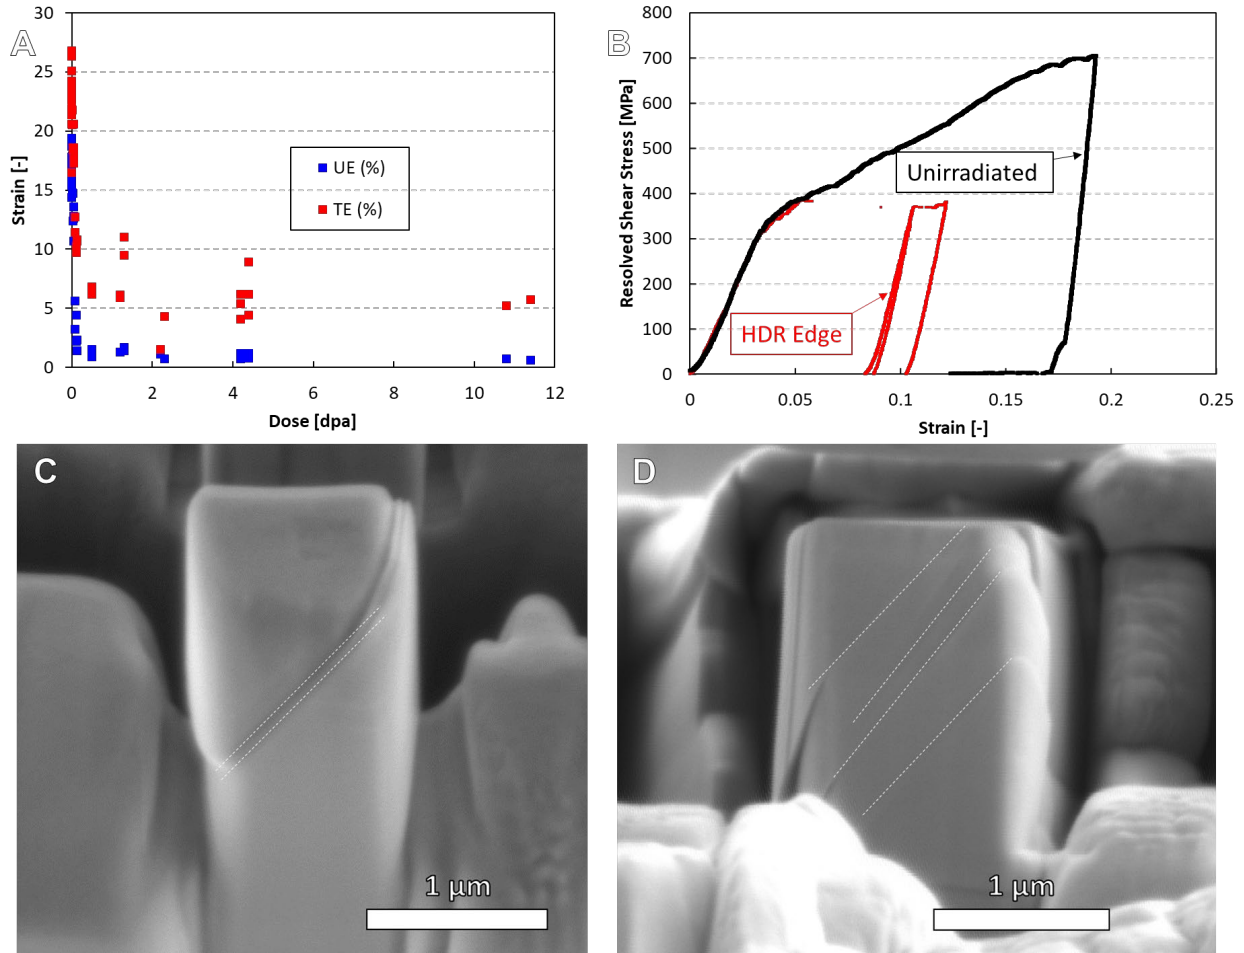 A
30
25
20
15
10
5
0
Strain [-]
UE (%)
TE (%)
0
2
4
6
8
10
12
Dose [dpa]
B
800
700
600
500
400
300
200
100
0
Resolved Shear Stress [MPa]
Unirradiated
HDR Edge
0
0.05
0.1
0.15
0.2
0.25
Strain [-]
C
1 μm
D
1 μm